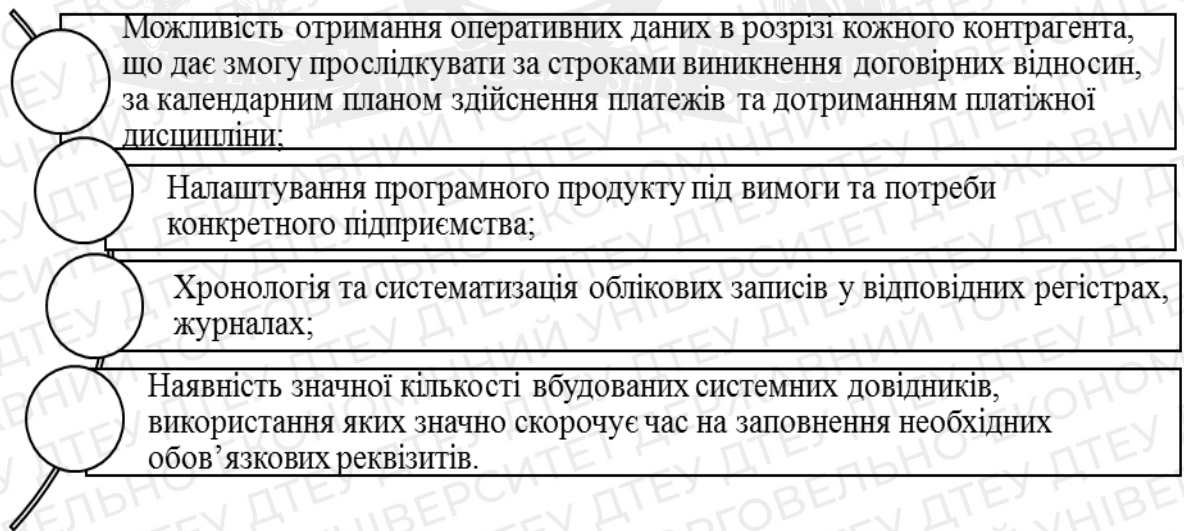 Можливість отримання оперативних даних в розрізі кожного контрагента,
що дає змогу прослідкувати за строками виникнення договірних відносин,
за календарним планом здійснення платежів та дотриманням платіжної
дисципліни;
Налаштування програмного продукту під вимоги та потреби
конкретного підприємства;
Хронологія та систематизація облікових записів у відповідних регістрах,
журналах;
Наявність значної кількості вбудованих системних довідників,
використання яких значно скорочує час на заповнення необхідних
обов’язкових реквізитів.